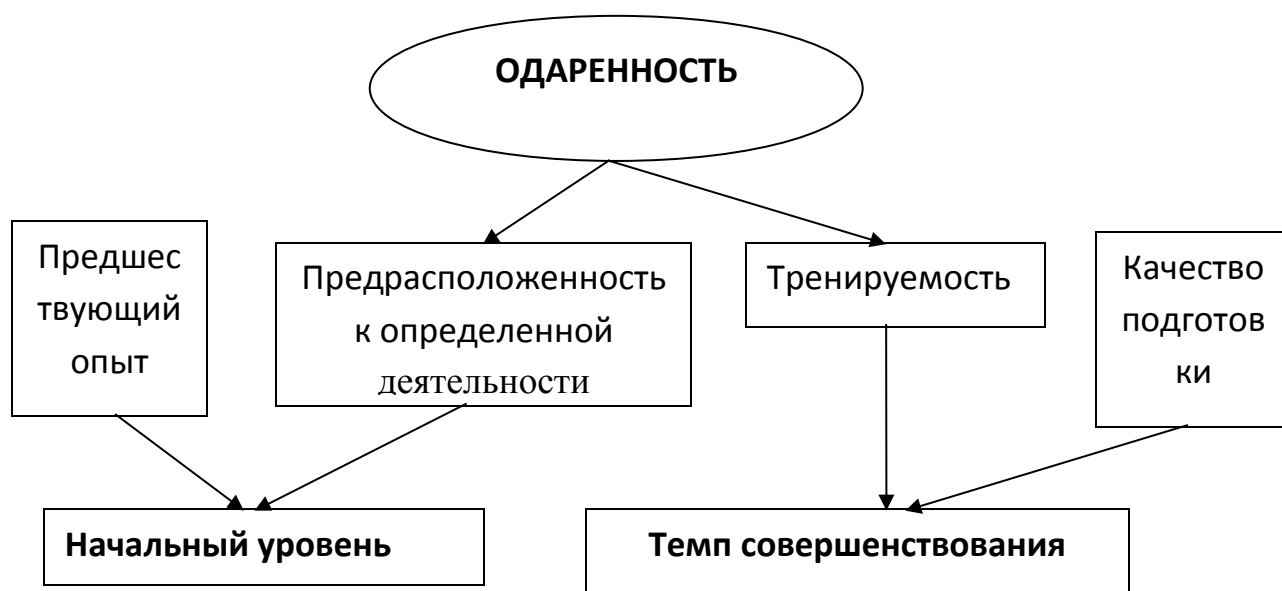 ОДАРЕННОСТЬ
Предшес
твующий
опыт
Предрасположенность
к определенной
деятельности
Тренируемость
Качество
подготов
ки
Начальный уровень
Темп совершенствования